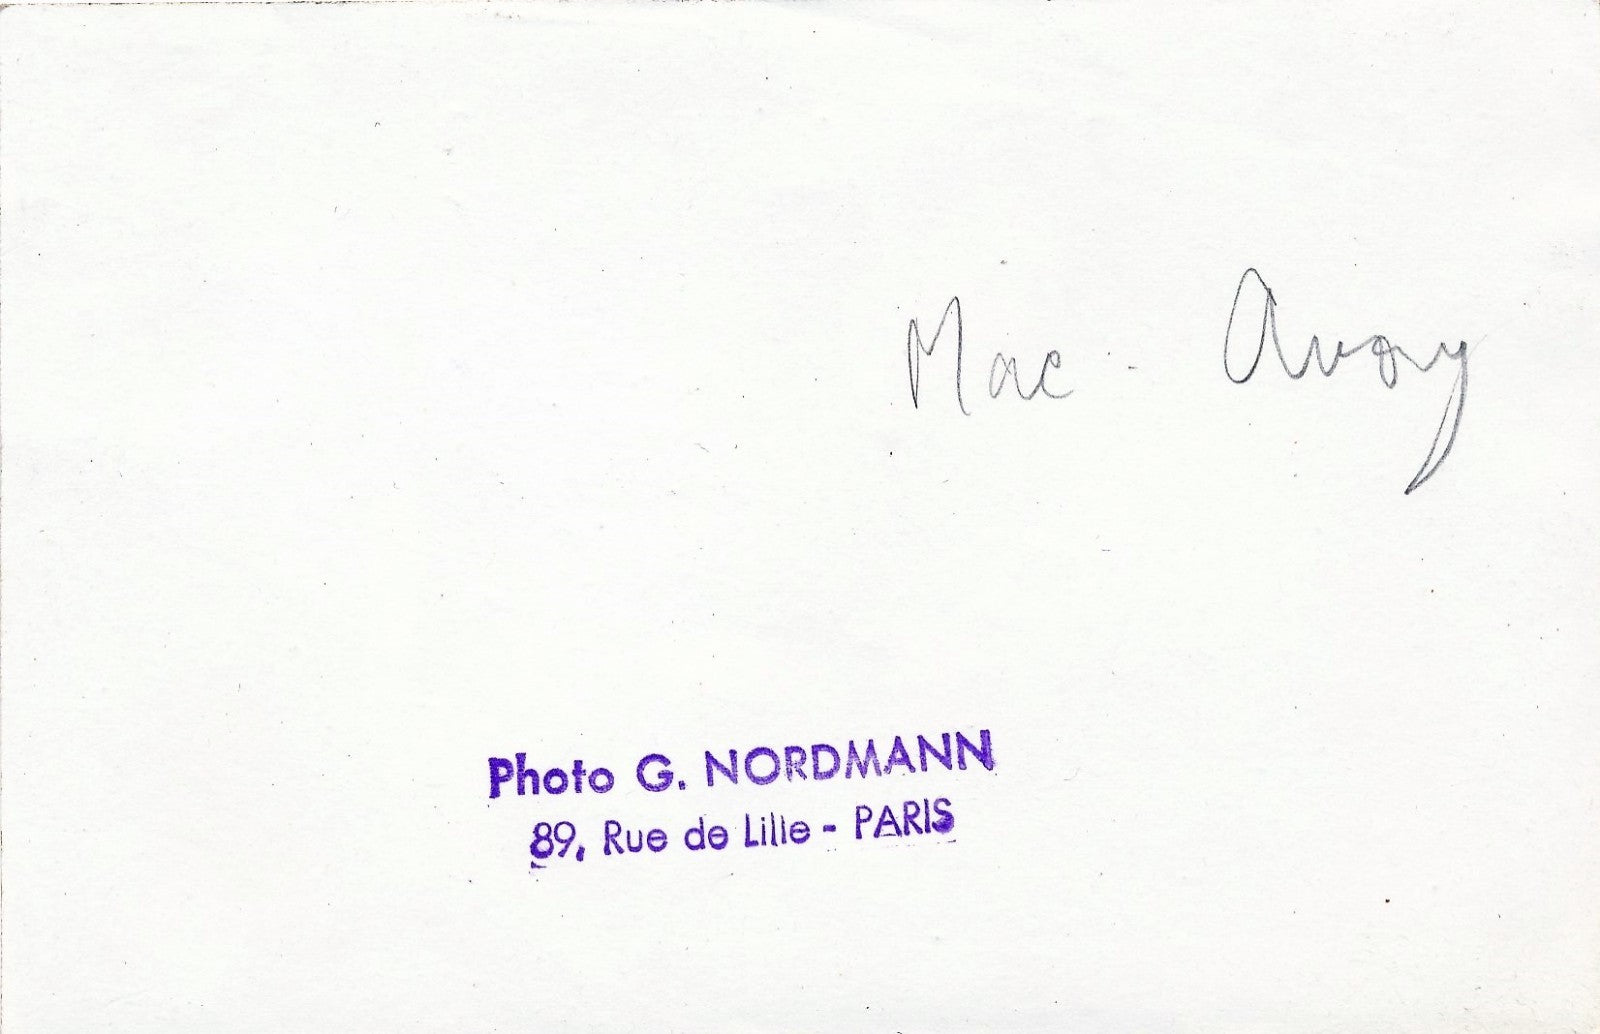 Mac - Avoy
Photo G. NORDMANN
89, Rue de Lille - PARIS